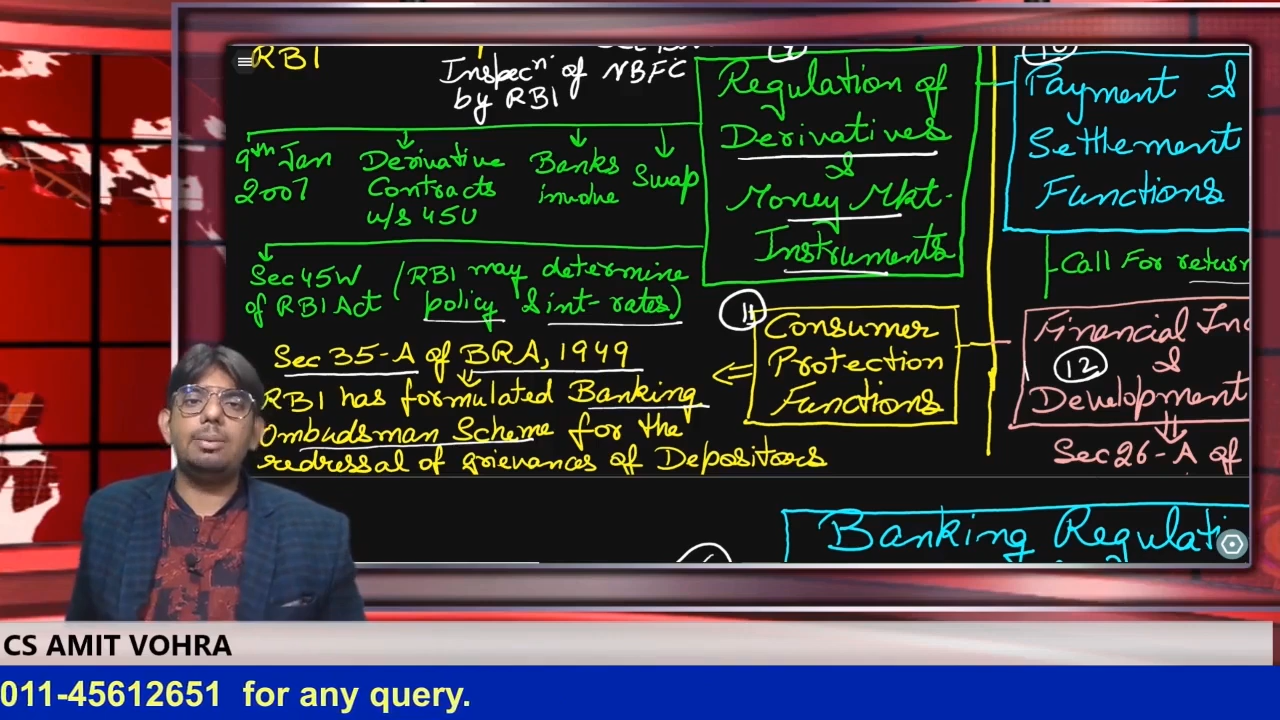 RBI
Inspecⁿ of NBFC
by RBI
9th Jan
2007
Derivative
Contracts
u/s 45U
Banks
involve
Swap
Regulation of
Derivatives
&
Money Mkt-
Instruments
Payment &
Settlement
Functions
Call For return
Sec 45W
of RBI Act
(RBI may determine
policy & int-rates)
11
Consumer
Protection
Functions
Sec 35-A of BRA, 1949
RBI has formulated Banking
Ombudsman Scheme for the
redressal of grievances of Depositors
Financial Inc
&
12
Development
Sec 26-A of
Banking Regulati
CS AMIT VOHRA
011-45612651 for any query.